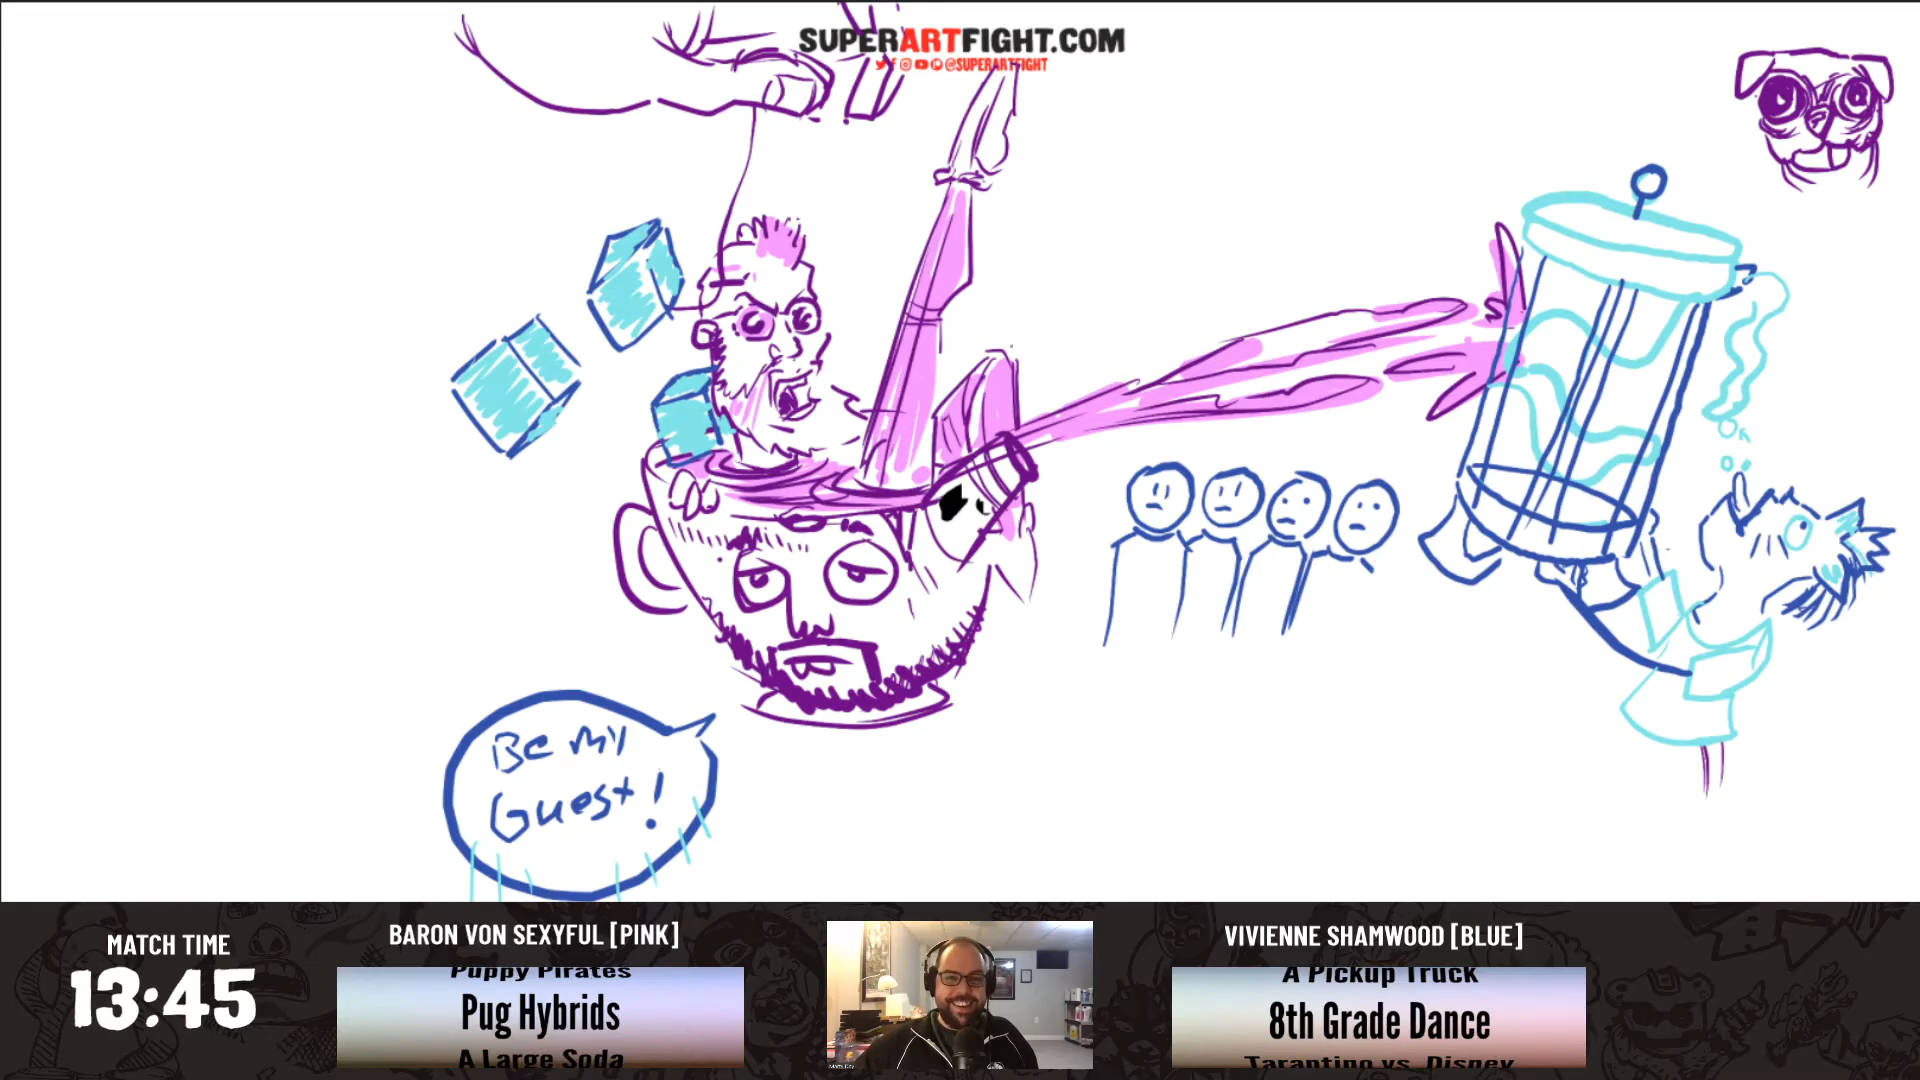 SUPERARTFIGHT.COM
@SUPERARTFIGHT
Be my
Guest!
MATCH TIME
13:45
BARON VON SEXYFUL [PINK]
Puppy Pirates
Pug Hybrids
A Large Soda
VIVIENNE SHAMWOOD [BLUE]
A Pickup Truck
8th Grade Dance
Tarantino vs. Disney